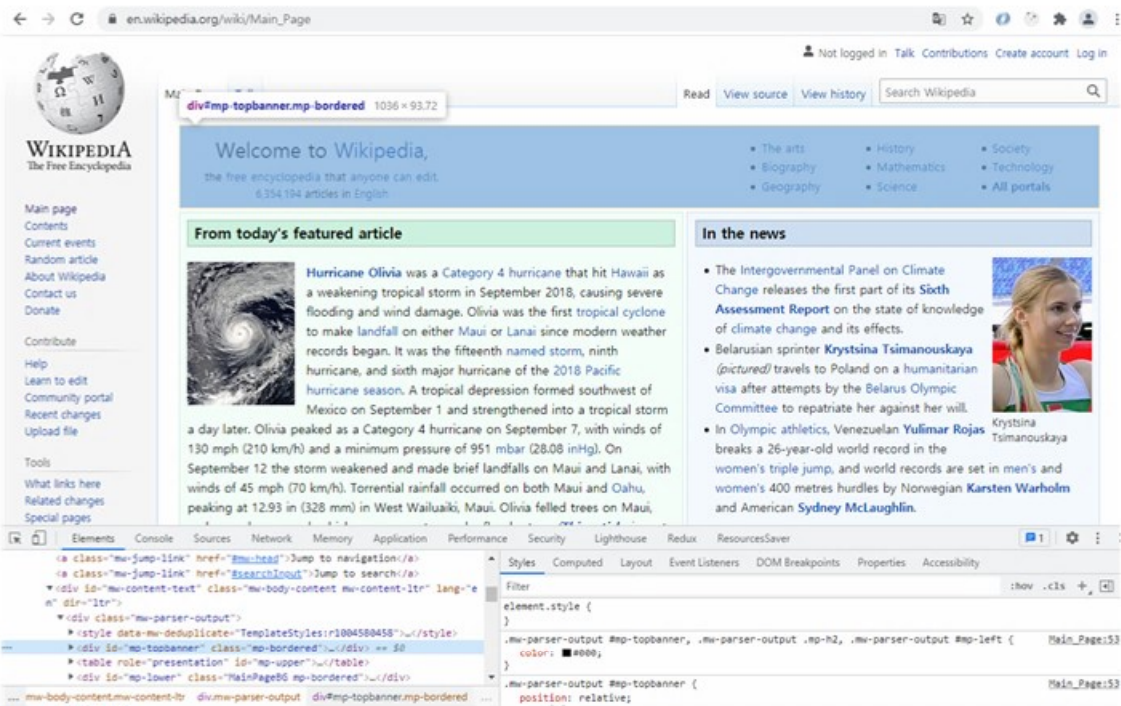 en.wikipedia.org/wiki/Main_Page
Not logged in Talk Contributions Create account Log in
div#mp-topbanner.mp-bordered 1036 × 93.72
Read View source View history Search Wikipedia
WIKIPEDIA
The Free Encyclopedia
Main page
Contents
Current events
Random article
About Wikipedia
Contact us
Donate
Contribute
Help
Learn to edit
Community portal
Recent changes
Upload file
Tools
What links here
Related changes
Special pages
Welcome to Wikipedia,
the free encyclopedia that anyone can edit.
6,354,194 articles in English
The arts
Biography
Geography
History
Mathematics
Science
Society
Technology
All portals
From today's featured article
Hurricane Olivia was a Category 4 hurricane that hit Hawaii as
a weakening tropical storm in September 2018, causing severe
flooding and wind damage. Olivia was the first tropical cyclone
to make landfall on either Maui or Lanai since modern weather
records began. It was the fifteenth named storm, ninth
hurricane, and sixth major hurricane of the 2018 Pacific
hurricane season. A tropical depression formed southwest of
Mexico on September 1 and strengthened into a tropical storm
a day later. Olivia peaked as a Category 4 hurricane on September 7, with winds of
130 mph (210 km/h) and a minimum pressure of 951 mbar (28.08 inHg). On
September 12 the storm weakened and made brief landfalls on Maui and Lanai, with
winds of 45 mph (70 km/h). Torrential rainfall occurred on both Maui and Oahu,
peaking at 12.93 in (328 mm) in West Wailuaiki, Maui. Olivia felled trees on Maui,
In the news
The Intergovernmental Panel on Climate
Change releases the first part of its Sixth
Assessment Report on the state of knowledge
of climate change and its effects.
Belarusian sprinter Krystsina Tsimanouskaya
(pictured) travels to Poland on a humanitarian
visa after attempts by the Belarus Olympic
Committee to repatriate her against her will.
Krystsina
Tsimanouskaya
In Olympic athletics, Venezuelan Yulimar Rojas
breaks a 26-year-old world record in the
women's triple jump, and world records are set in men's and
women's 400 metres hurdles by Norwegian Karsten Warholm
and American Sydney McLaughlin.
Elements Console Sources Network Memory Application Performance Security Lighthouse Redux ResourcesSaver 1
<a class="mw-jump-link" href="#mw-head">Jump to navigation</a>
<a class="mw-jump-link" href="#searchInput">Jump to search</a>
<div id="mw-content-text" class="mw-body-content mw-content-ltr" lang="e
n" dir="ltr">
<div class="mw-parser-output">
<style data-mw-deduplicate="TemplateStyles:r1004580458">…</style>
<div id="mp-topbanner" class="mp-bordered">…</div> == $0
<table role="presentation" id="mp-upper">…</table>
<div id="mp-lower" class="MainPageBG mp-bordered">…</div>
... mw-body-content.mw-content-ltr div.mw-parser-output div#mp-topbanner.mp-bordered ...
Styles Computed Layout Event Listeners DOM Breakpoints Properties Accessibility
Filter :hov .cls +
element.style {
}
.mw-parser-output #mp-topbanner, .mw-parser-output .mp-h2, .mw-parser-output #mp-left { Main_Page:53
color: #000;
}
.mw-parser-output #mp-topbanner { Main_Page:53
position: relative;